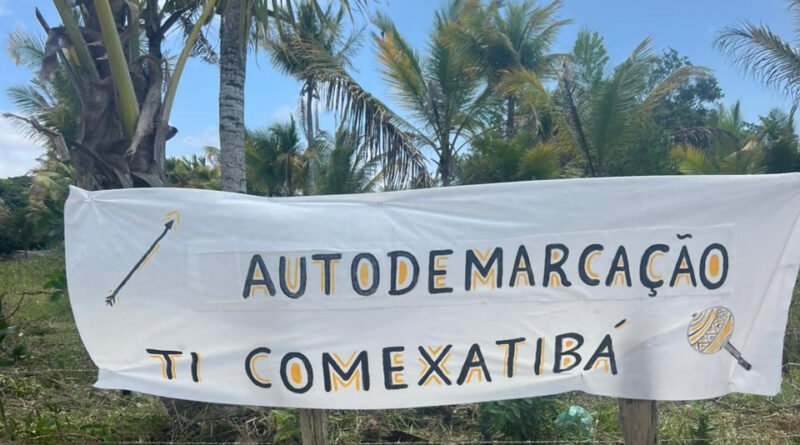 AUTODEMARCAÇÃO
TI COMEXATIBÁ